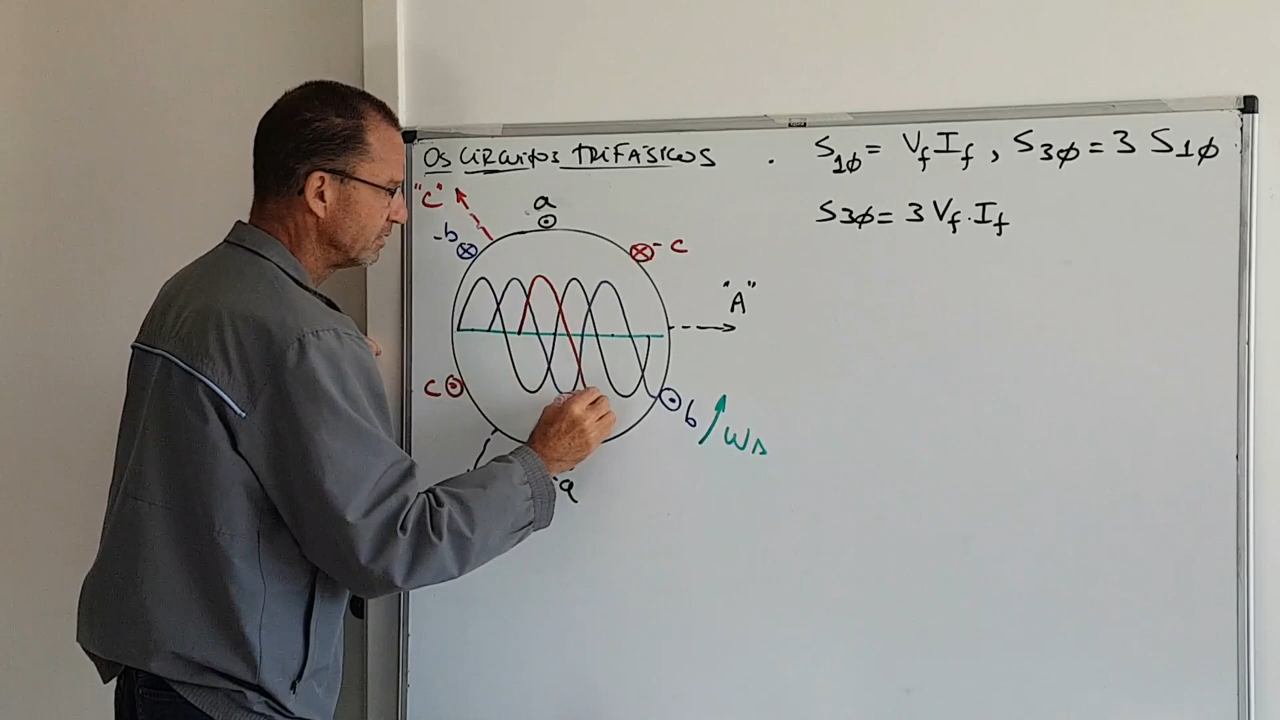 Os CIRCUITOS TRIFÁSICOS . S1φ = Vf If , S3φ = 3 S1φ
S3φ = 3 Vf . If
"C"
a
-b
-c
"A"
c
b
ωs
-a